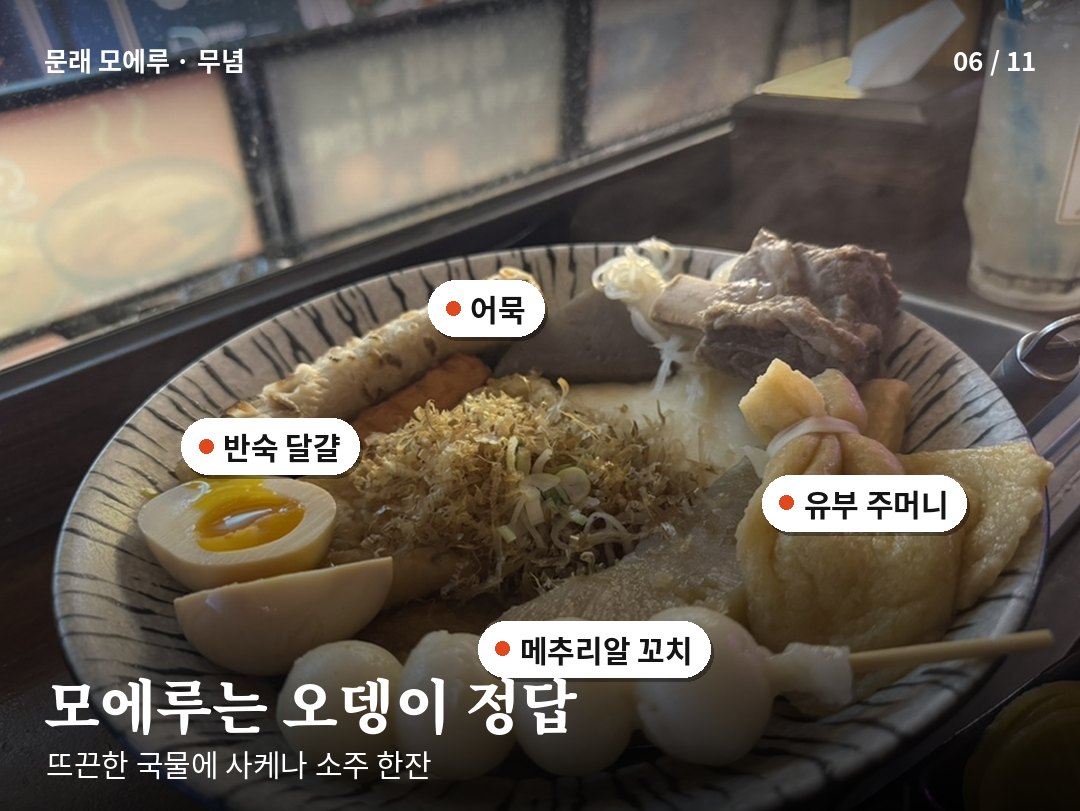 문래 모에루 · 무념
06 / 11
어묵
반숙 달걀
유부 주머니
메추리알 꼬치
모에루는 오뎅이 정답
뜨끈한 국물에 사케나 소주 한잔